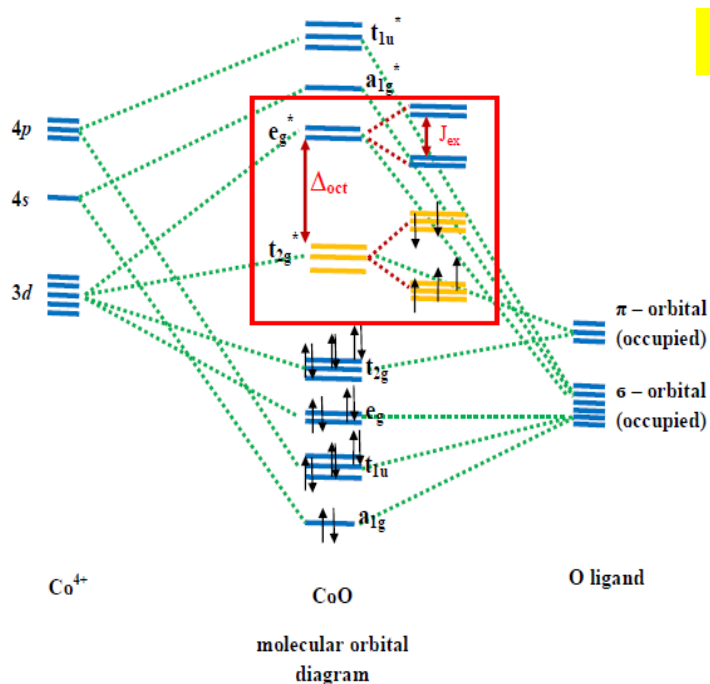 t₁ᵤ*
a₁g*
4p
eg*
Jₑₓ
4s
Δₒcₜ
t₂g*
3d
π – orbital
(occupied)
t₂g
ϭ – orbital
(occupied)
eg
t₁ᵤ
a₁g
Co⁴⁺
CoO
O ligand
molecular orbital
diagram